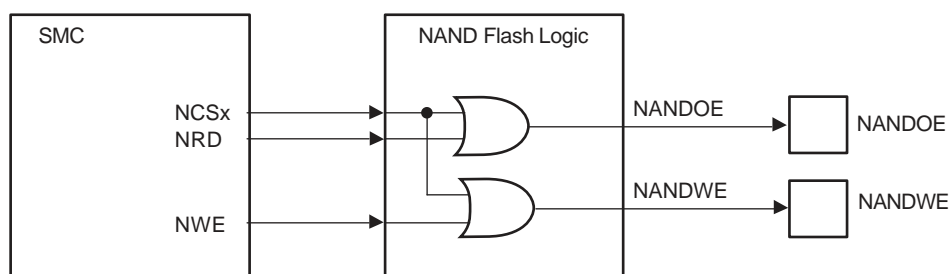 SMC
NAND Flash Logic
NCSx
NRD
NWE
NANDOE
NANDOE
NANDWE
NANDWE